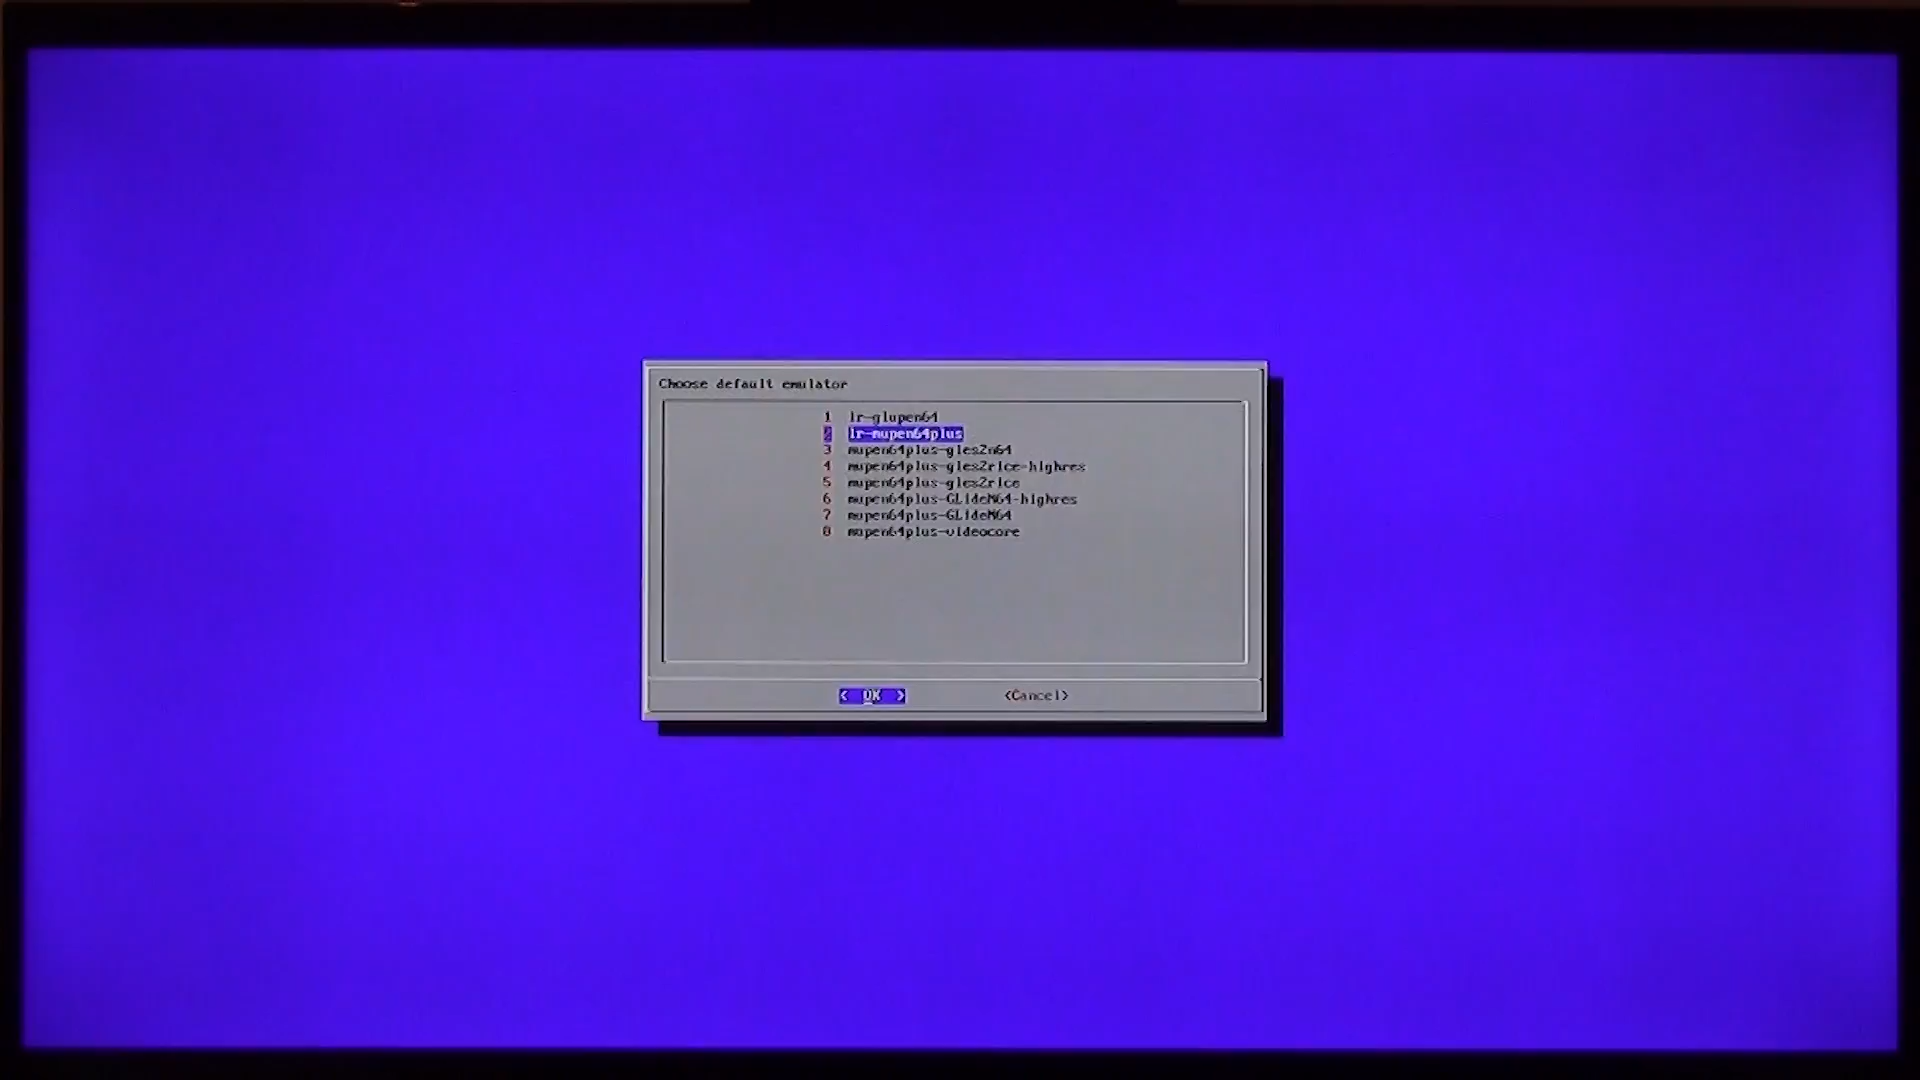 Choose default emulator
1 lr-glupen64
2 lr-mupen64plus
3 mupen64plus-gles2n64
4 mupen64plus-gles2rice-highres
5 mupen64plus-gles2rice
6 mupen64plus-GLideN64-highres
7 mupen64plus-GLideN64
8 mupen64plus-videocore
< OK > <Cancel>